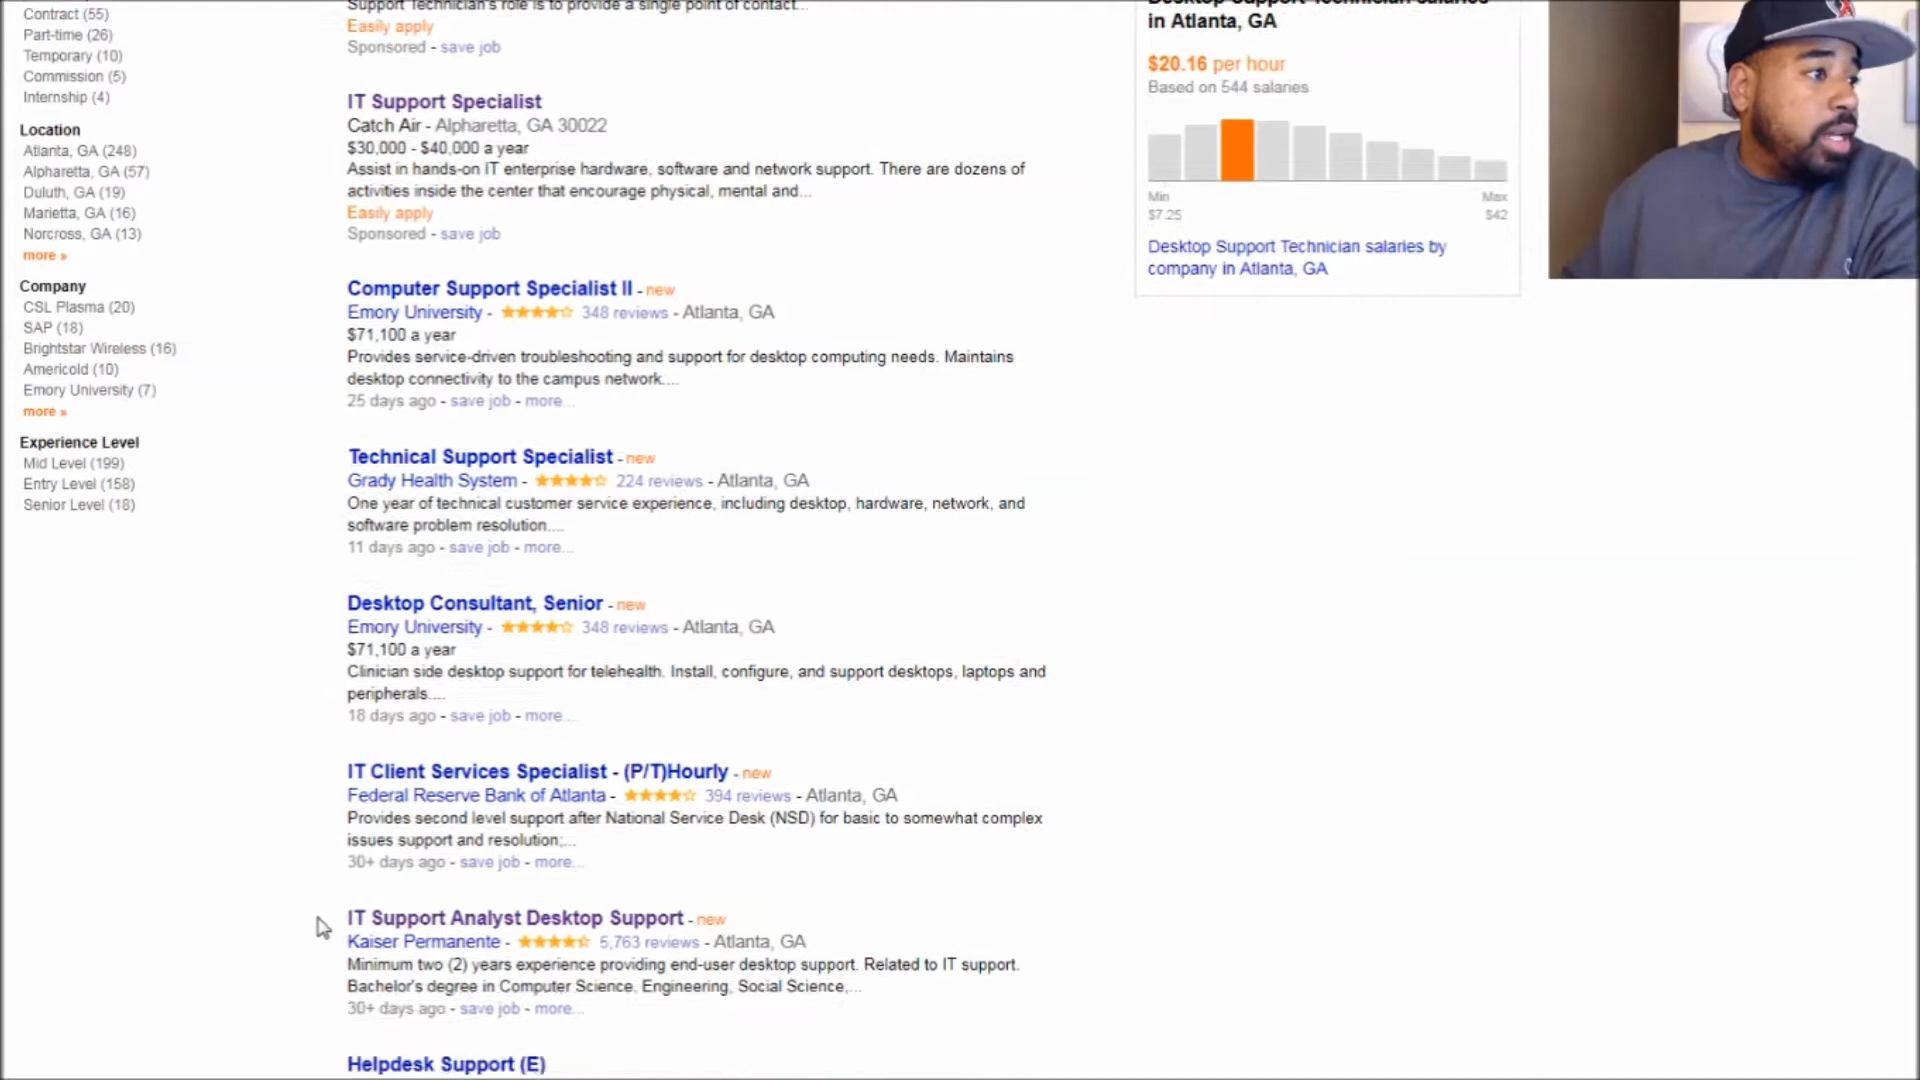 Contract (55)
Part-time (26)
Temporary (10)
Commission (5)
Internship (4)
Location
Atlanta, GA (248)
Alpharetta, GA (57)
Duluth, GA (19)
Marietta, GA (16)
Norcross, GA (13)
more »
Company
CSL Plasma (20)
SAP (18)
Brightstar Wireless (16)
Americold (10)
Emory University (7)
more »
Experience Level
Mid Level (199)
Entry Level (158)
Senior Level (18)
Support Technician's role is to provide a single point of contact...
Easily apply
Sponsored - save job
IT Support Specialist
Catch Air - Alpharetta, GA 30022
$30,000 - $40,000 a year
Assist in hands-on IT enterprise hardware, software and network support. There are dozens of
activities inside the center that encourage physical, mental and...
Easily apply
Sponsored - save job
Computer Support Specialist II - new
Emory University - 348 reviews - Atlanta, GA
$71,100 a year
Provides service-driven troubleshooting and support for desktop computing needs. Maintains
desktop connectivity to the campus network....
25 days ago - save job - more...
Technical Support Specialist - new
Grady Health System - 224 reviews - Atlanta, GA
One year of technical customer service experience, including desktop, hardware, network, and
software problem resolution....
11 days ago - save job - more...
Desktop Consultant, Senior - new
Emory University - 348 reviews - Atlanta, GA
$71,100 a year
Clinician side desktop support for telehealth. Install, configure, and support desktops, laptops and
peripherals....
18 days ago - save job - more...
IT Client Services Specialist - (P/T)Hourly - new
Federal Reserve Bank of Atlanta - 394 reviews - Atlanta, GA
Provides second level support after National Service Desk (NSD) for basic to somewhat complex
issues support and resolution;...
30+ days ago - save job - more...
IT Support Analyst Desktop Support - new
Kaiser Permanente - 5,763 reviews - Atlanta, GA
Minimum two (2) years experience providing end-user desktop support. Related to IT support.
Bachelor's degree in Computer Science, Engineering, Social Science,...
30+ days ago - save job - more...
Helpdesk Support (E)
Desktop Support Technician salaries
in Atlanta, GA
$20.16 per hour
Based on 544 salaries
Min
Max
$7.25
$42
Desktop Support Technician salaries by
company in Atlanta, GA